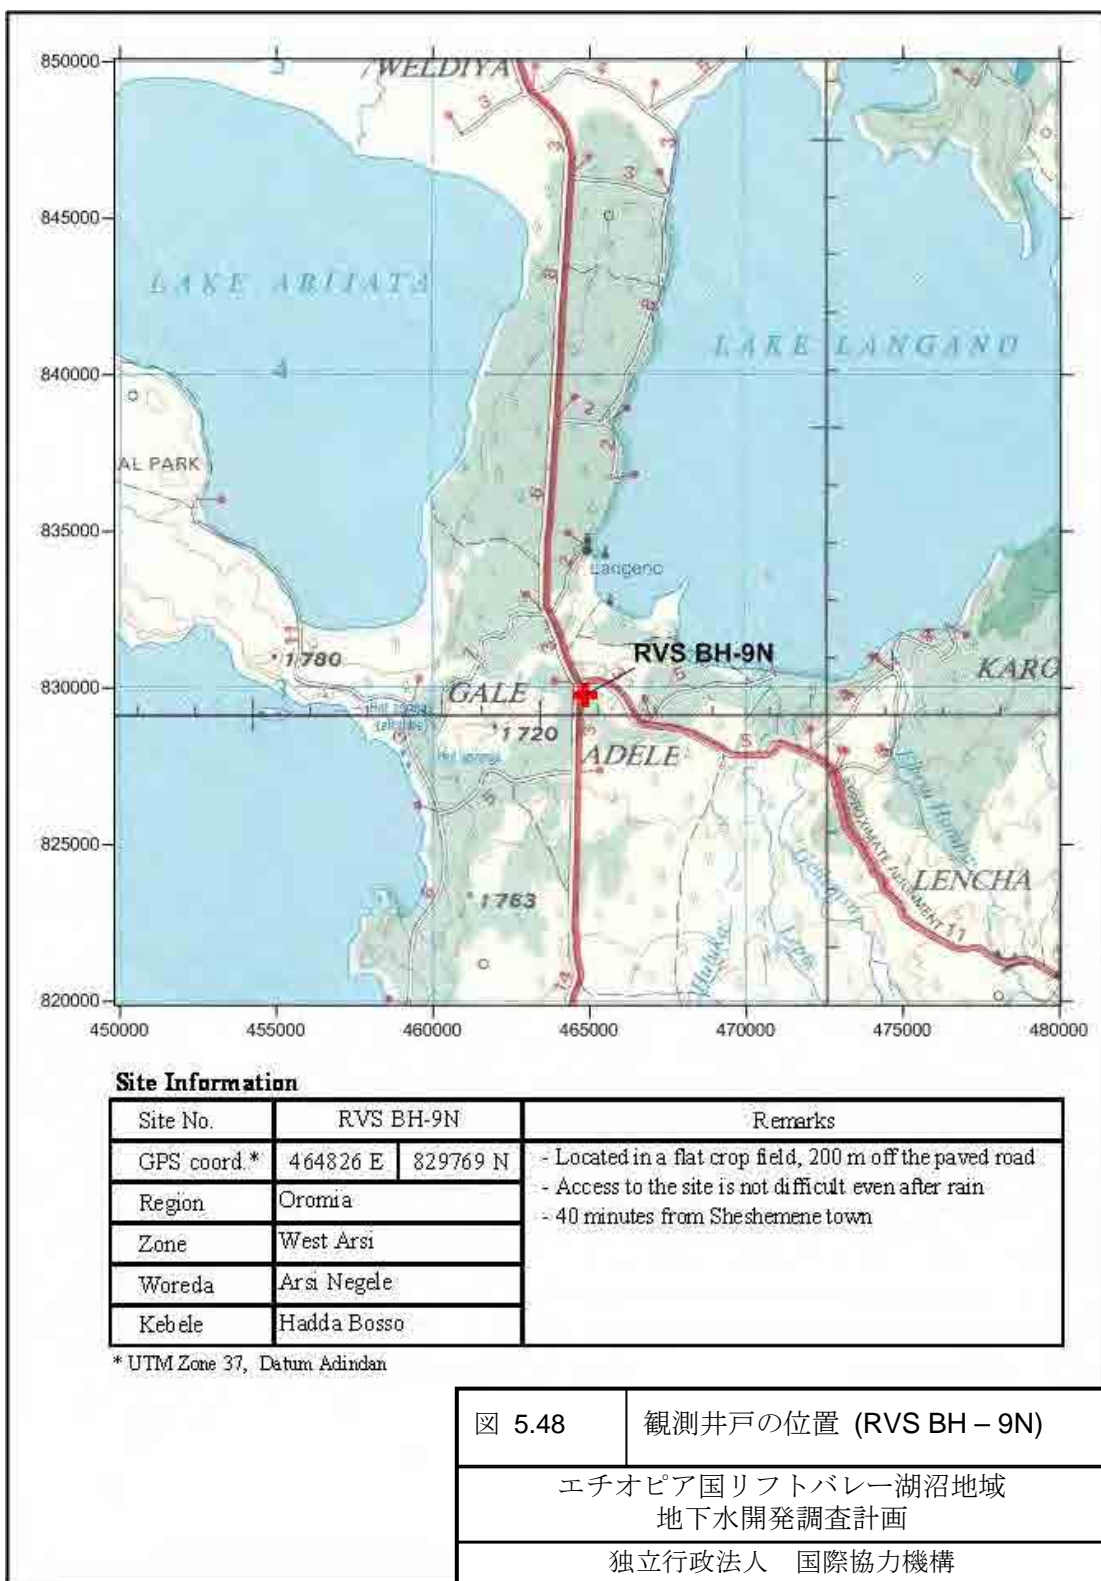 850000
WELDIYA
845000
LAKE ABIJATA
LAKE LANGANO
840000
AL PARK
835000
Langeno
RVS BH-9N
1780
KARO
830000
GALE
1720
ADELE
Hot springs
825000
APPROXIMATE ALIGNMENT 11
LENCHA
1763
14
820000
450000 455000 460000 465000 470000 475000 480000
Site Information
Site No. RVS BH-9N Remarks
GPS coord.* 464826 E 829769 N - Located in a flat crop field, 200 m off the paved road
- Access to the site is not difficult even after rain
Region Oromia
- 40 minutes from Sheshemene town
Zone West Arsi
Woreda Arsi Negele
Kebele Hadda Bosso
* UTM Zone 37, Datum Adindan
図 5.48 観測井戸の位置 (RVS BH – 9N)
エチオピア国リフトバレー湖沼地域
地下水開発調査計画
独立行政法人 国際協力機構